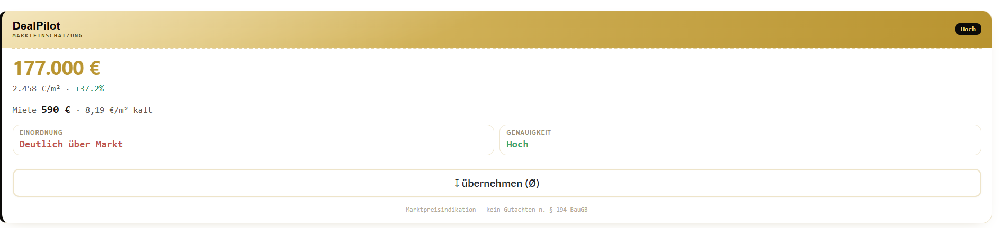 DealPilot
MARKTEINSCHÄTZUNG
Hoch
177.000 €
2.458 €/m² · +37.2%
Miete 590 € · 8,19 €/m² kalt
EINORDNUNG
Deutlich über Markt
GENAUIGKEIT
Hoch
↧ übernehmen (Ø)
Marktpreisindikation — kein Gutachten n. § 194 BauGB